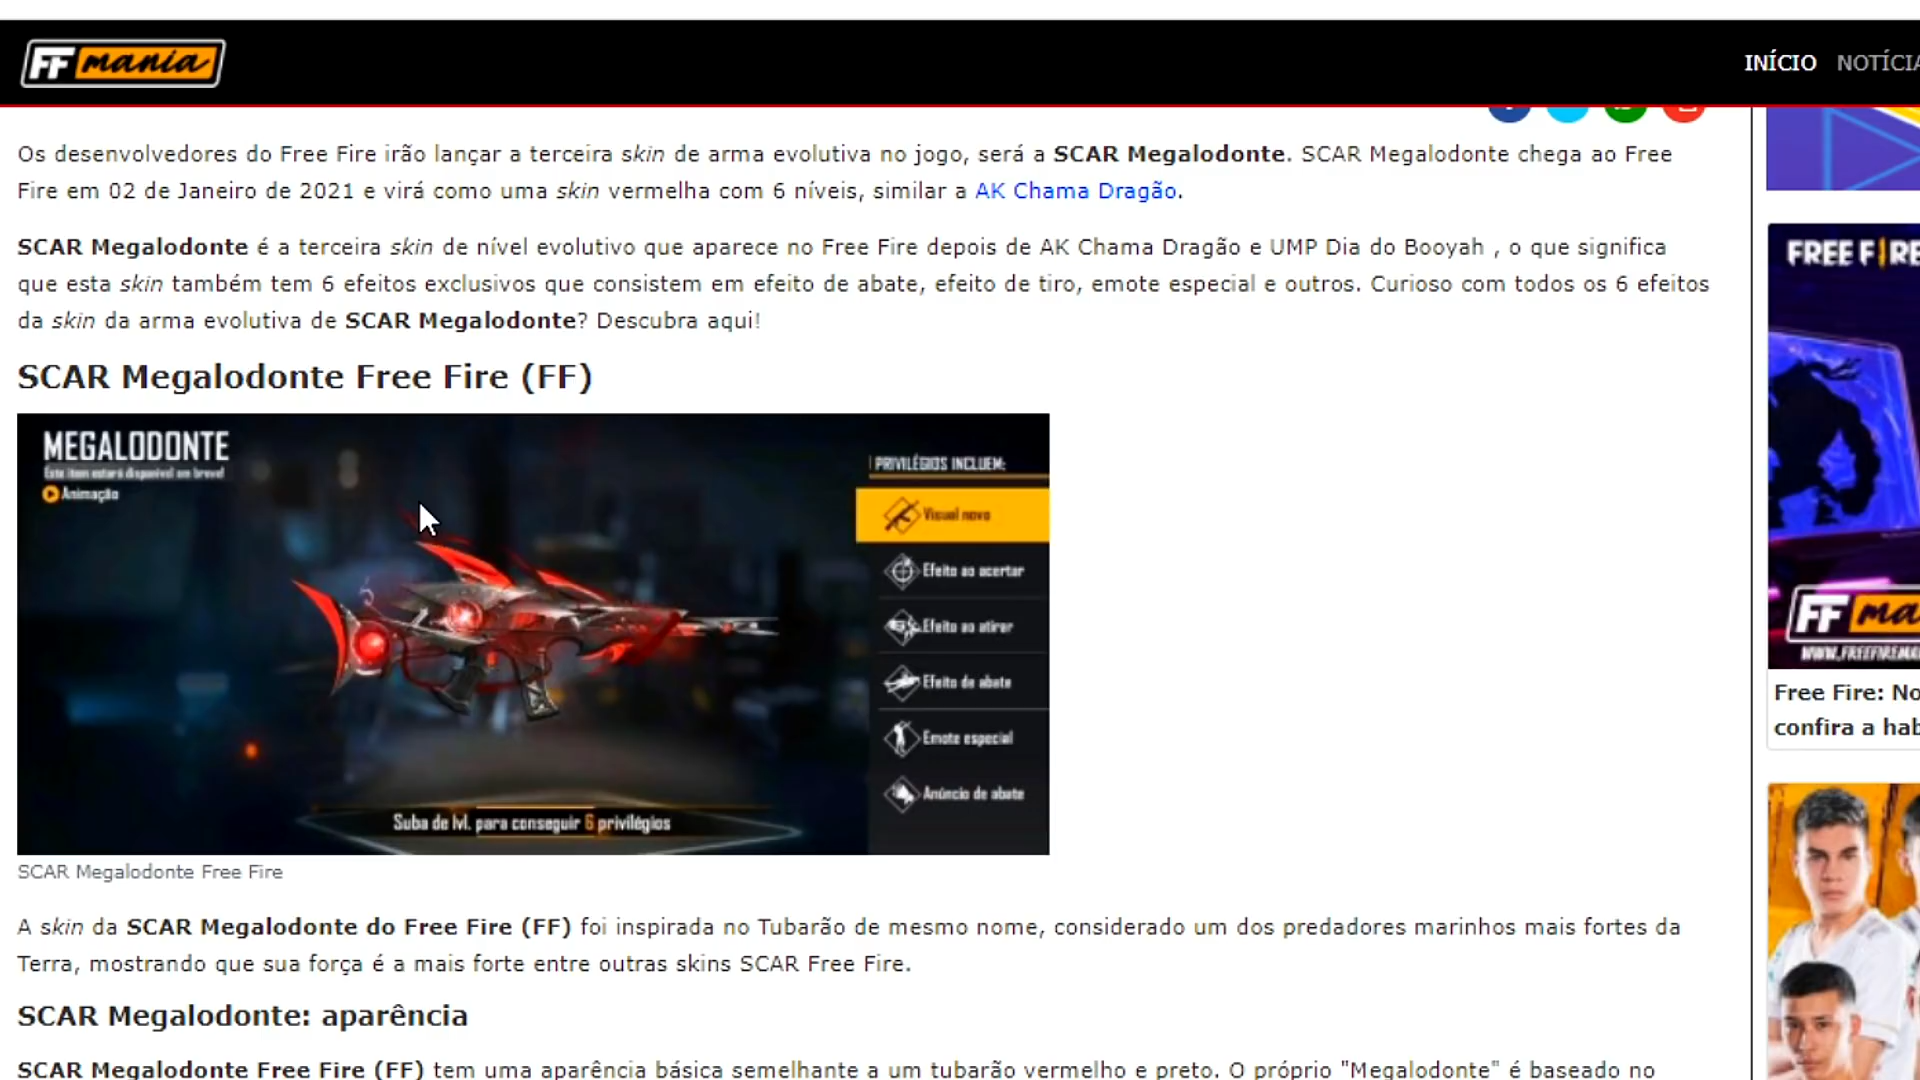 FF mania
INÍCIO NOTÍCIA
Os desenvolvedores do Free Fire irão lançar a terceira skin de arma evolutiva no jogo, será a SCAR Megalodonte. SCAR Megalodonte chega ao Free
Fire em 02 de Janeiro de 2021 e virá como uma skin vermelha com 6 níveis, similar a AK Chama Dragão.
SCAR Megalodonte é a terceira skin de nível evolutivo que aparece no Free Fire depois de AK Chama Dragão e UMP Dia do Booyah , o que significa
que esta skin também tem 6 efeitos exclusivos que consistem em efeito de abate, efeito de tiro, emote especial e outros. Curioso com todos os 6 efeitos
da skin da arma evolutiva de SCAR Megalodonte? Descubra aqui!
SCAR Megalodonte Free Fire (FF)
MEGALODONTE
Este item estará disponível em breve!
Animação
PRIVILÉGIOS INCLUEM:
Visual novo
Efeito ao acertar
Efeito ao atirar
Efeito de abate
Emote especial
Anúncio de abate
Suba de lvl. para conseguir 6 privilégios
SCAR Megalodonte Free Fire
A skin da SCAR Megalodonte do Free Fire (FF) foi inspirada no Tubarão de mesmo nome, considerado um dos predadores marinhos mais fortes da
Terra, mostrando que sua força é a mais forte entre outras skins SCAR Free Fire.
SCAR Megalodonte: aparência
SCAR Megalodonte Free Fire (FF) tem uma aparência básica semelhante a um tubarão vermelho e preto. O próprio "Megalodonte" é baseado no
FREE FIRE
FF ma
WWW.FREEFIREMA
Free Fire: No
confira a hab